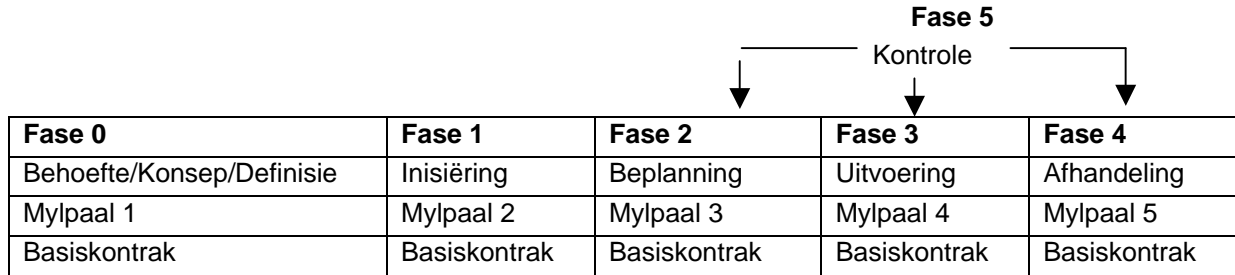 Fase 5
Kontrole
Fase 0 Fase 1 Fase 2 Fase 3 Fase 4
Behoefte/Konsep/Definisie Inisiëring Beplanning Uitvoering Afhandeling
Mylpaal 1 Mylpaal 2 Mylpaal 3 Mylpaal 4 Mylpaal 5
Basiskontrak Basiskontrak Basiskontrak Basiskontrak Basiskontrak